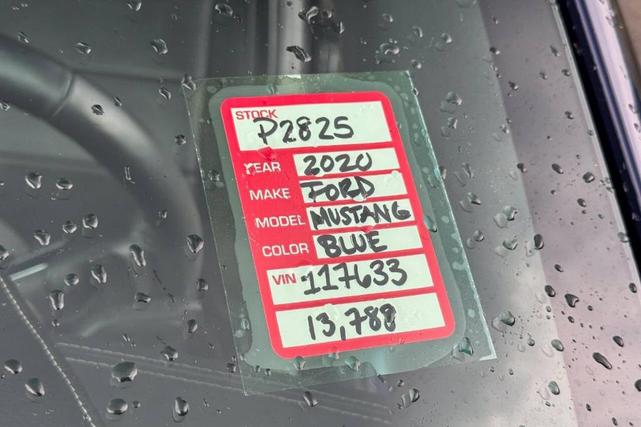 STOCK P2825
YEAR 2020
MAKE FORD
MODEL MUSTANG
COLOR BLUE
VIN 117633
13,788